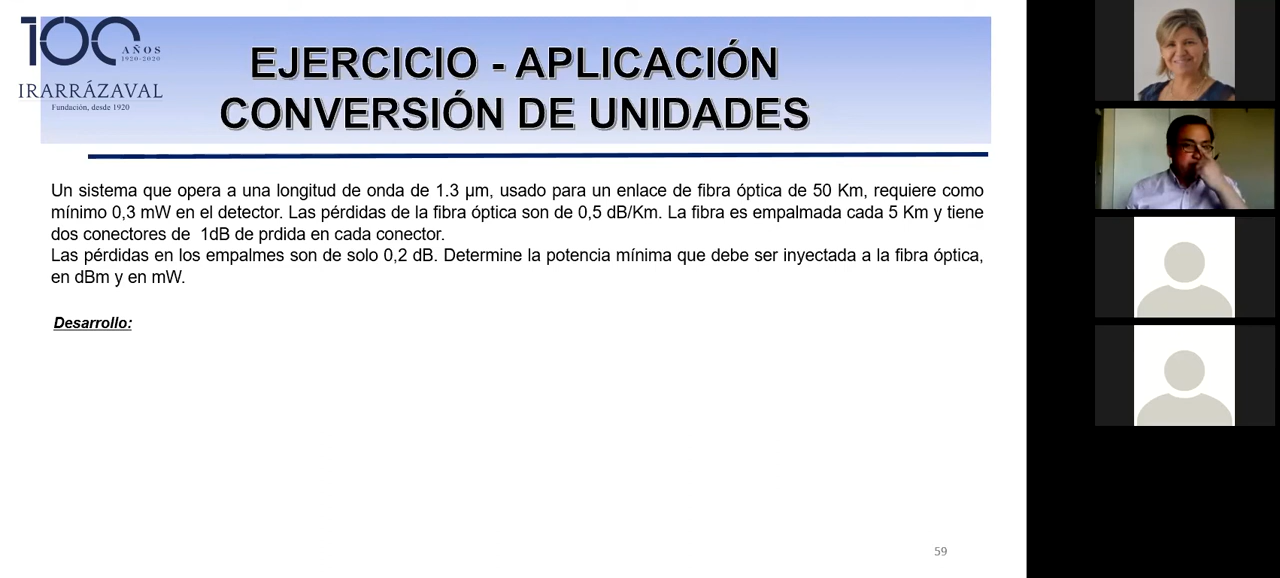 100
AÑOS
1920-2020
IRARRÁZAVAL
Fundación, desde 1920
EJERCICIO - APLICACIÓN
CONVERSIÓN DE UNIDADES
Un sistema que opera a una longitud de onda de 1.3 μm, usado para un enlace de fibra óptica de 50 Km, requiere como
mínimo 0,3 mW en el detector. Las pérdidas de la fibra óptica son de 0,5 dB/Km. La fibra es empalmada cada 5 Km y tiene
dos conectores de 1dB de prdida en cada conector.
Las pérdidas en los empalmes son de solo 0,2 dB. Determine la potencia mínima que debe ser inyectada a la fibra óptica,
en dBm y en mW.
Desarrollo:
59